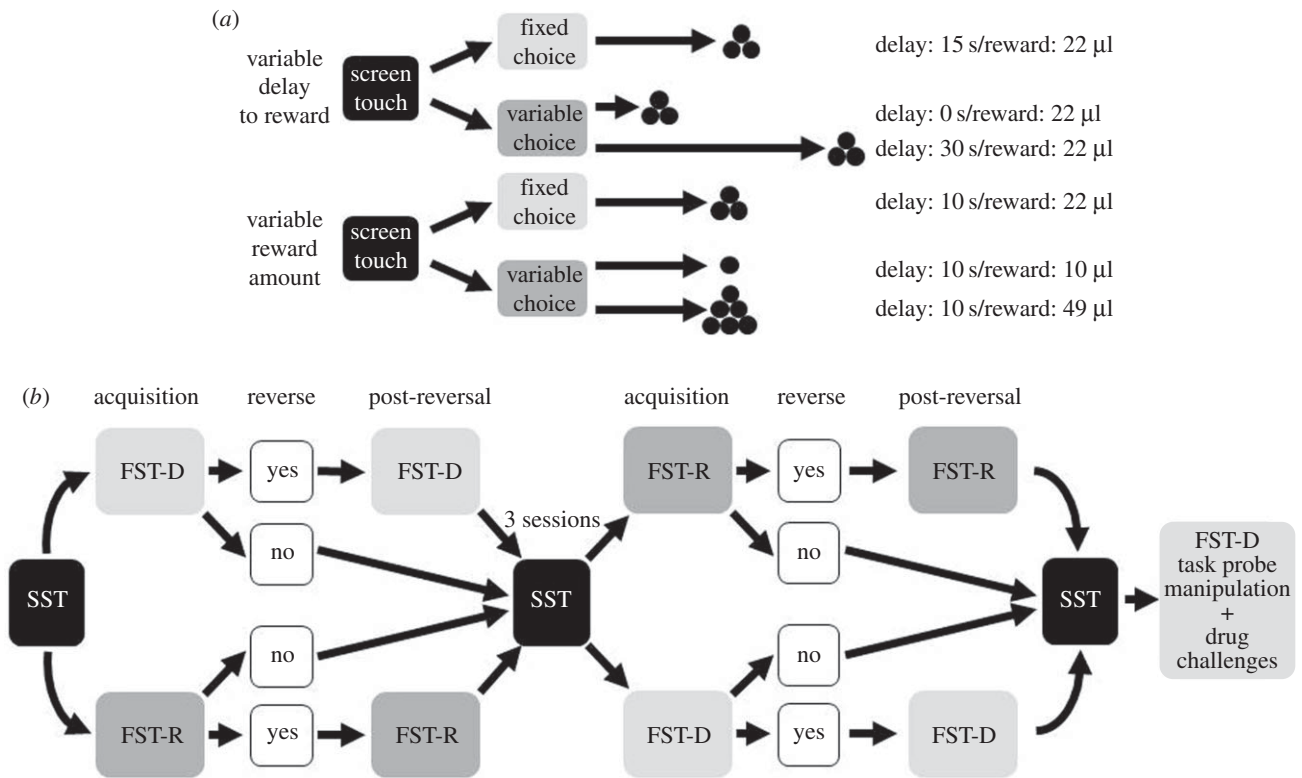 (a)
variable
delay
to reward
screen
touch
fixed
choice
delay: 15 s/reward: 22 µl
variable
choice
delay: 0 s/reward: 22 µl
delay: 30 s/reward: 22 µl
variable
reward
amount
screen
touch
fixed
choice
delay: 10 s/reward: 22 µl
variable
choice
delay: 10 s/reward: 10 µl
delay: 10 s/reward: 49 µl
(b)
acquisition reverse post-reversal acquisition reverse post-reversal
FST-D yes FST-D FST-R yes FST-R
3 sessions
no no
SST SST SST
FST-D
task probe
manipulation
+
drug
challenges
no no
FST-R yes FST-R FST-D yes FST-D